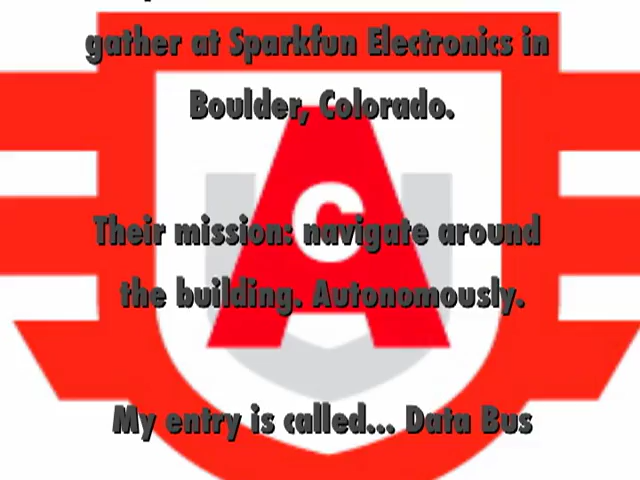 gather at Sparkfun Electronics in
Boulder, Colorado.
Their mission: navigate around
the building. Autonomously.
My entry is called... Data Bus